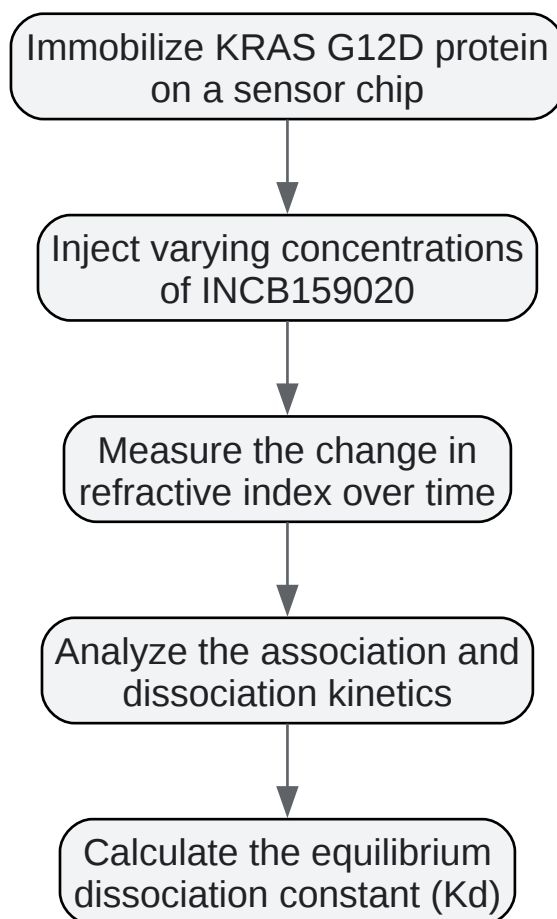 Immobilize KRAS G12D protein
on a sensor chip
Inject varying concentrations
of INCB159020
Measure the change in
refractive index over time
Analyze the association and
dissociation kinetics
Calculate the equilibrium
dissociation constant (Kd)